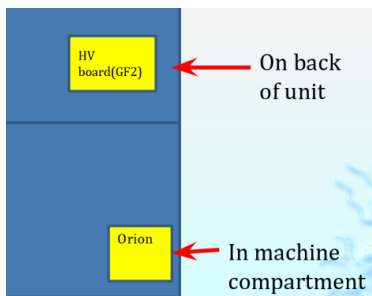 HV
board(GF2)
On back
of unit
Orion
In machine
compartment